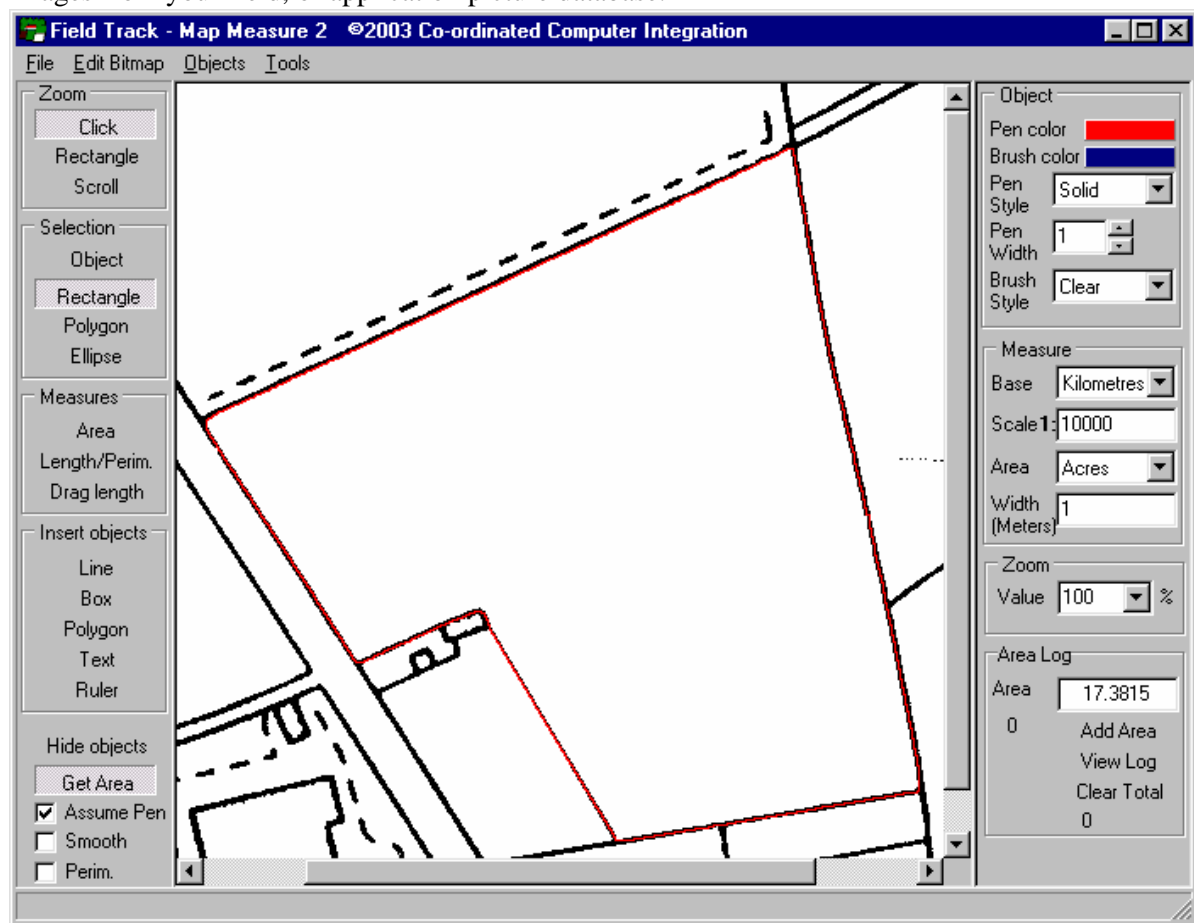 Field Track - Map Measure 2 ©2003 Co-ordinated Computer Integration
File Edit Bitmap Objects Tools
Zoom
Click
Rectangle
Scroll
Selection
Object
Rectangle
Polygon
Ellipse
Measures
Area
Length/Perim.
Drag length
Insert objects
Line
Box
Polygon
Text
Ruler
Hide objects
Get Area
Assume Pen
Smooth
Perim.
Object
Pen color
Brush color
Pen Style Solid
Pen Width 1
Brush Style Clear
Measure
Base Kilometres
Scale 1: 10000
Area Acres
Width (Meters) 1
Zoom
Value 100 %
Area Log
Area 17.3815
0 Add Area
View Log
Clear Total
0